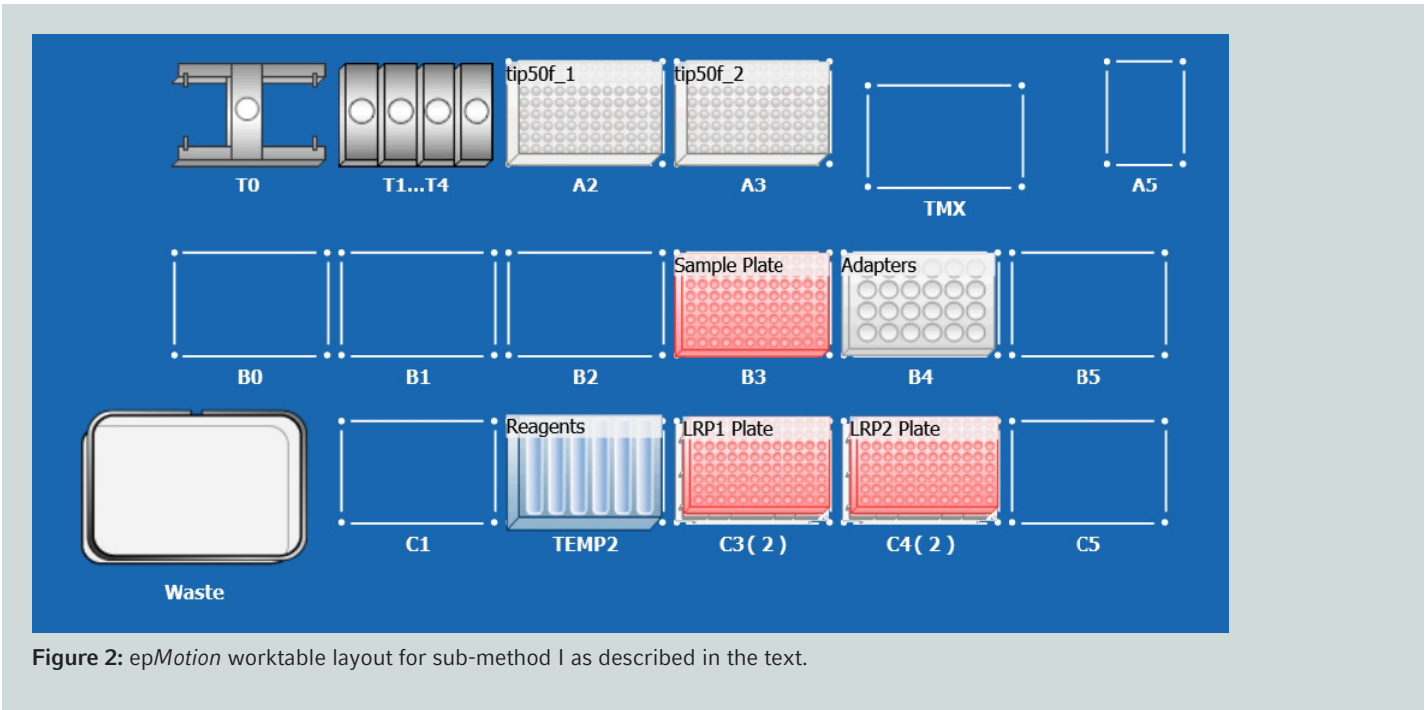 tip50f_1
tip50f_2
T0
T1...T4
A2
A3
TMX
A5
Sample Plate
Adapters
B0
B1
B2
B3
B4
B5
Reagents
LRP1 Plate
LRP2 Plate
C1
TEMP2
C3( 2 )
C4( 2 )
C5
Waste
Figure 2: epMotion worktable layout for sub-method I as described in the text.